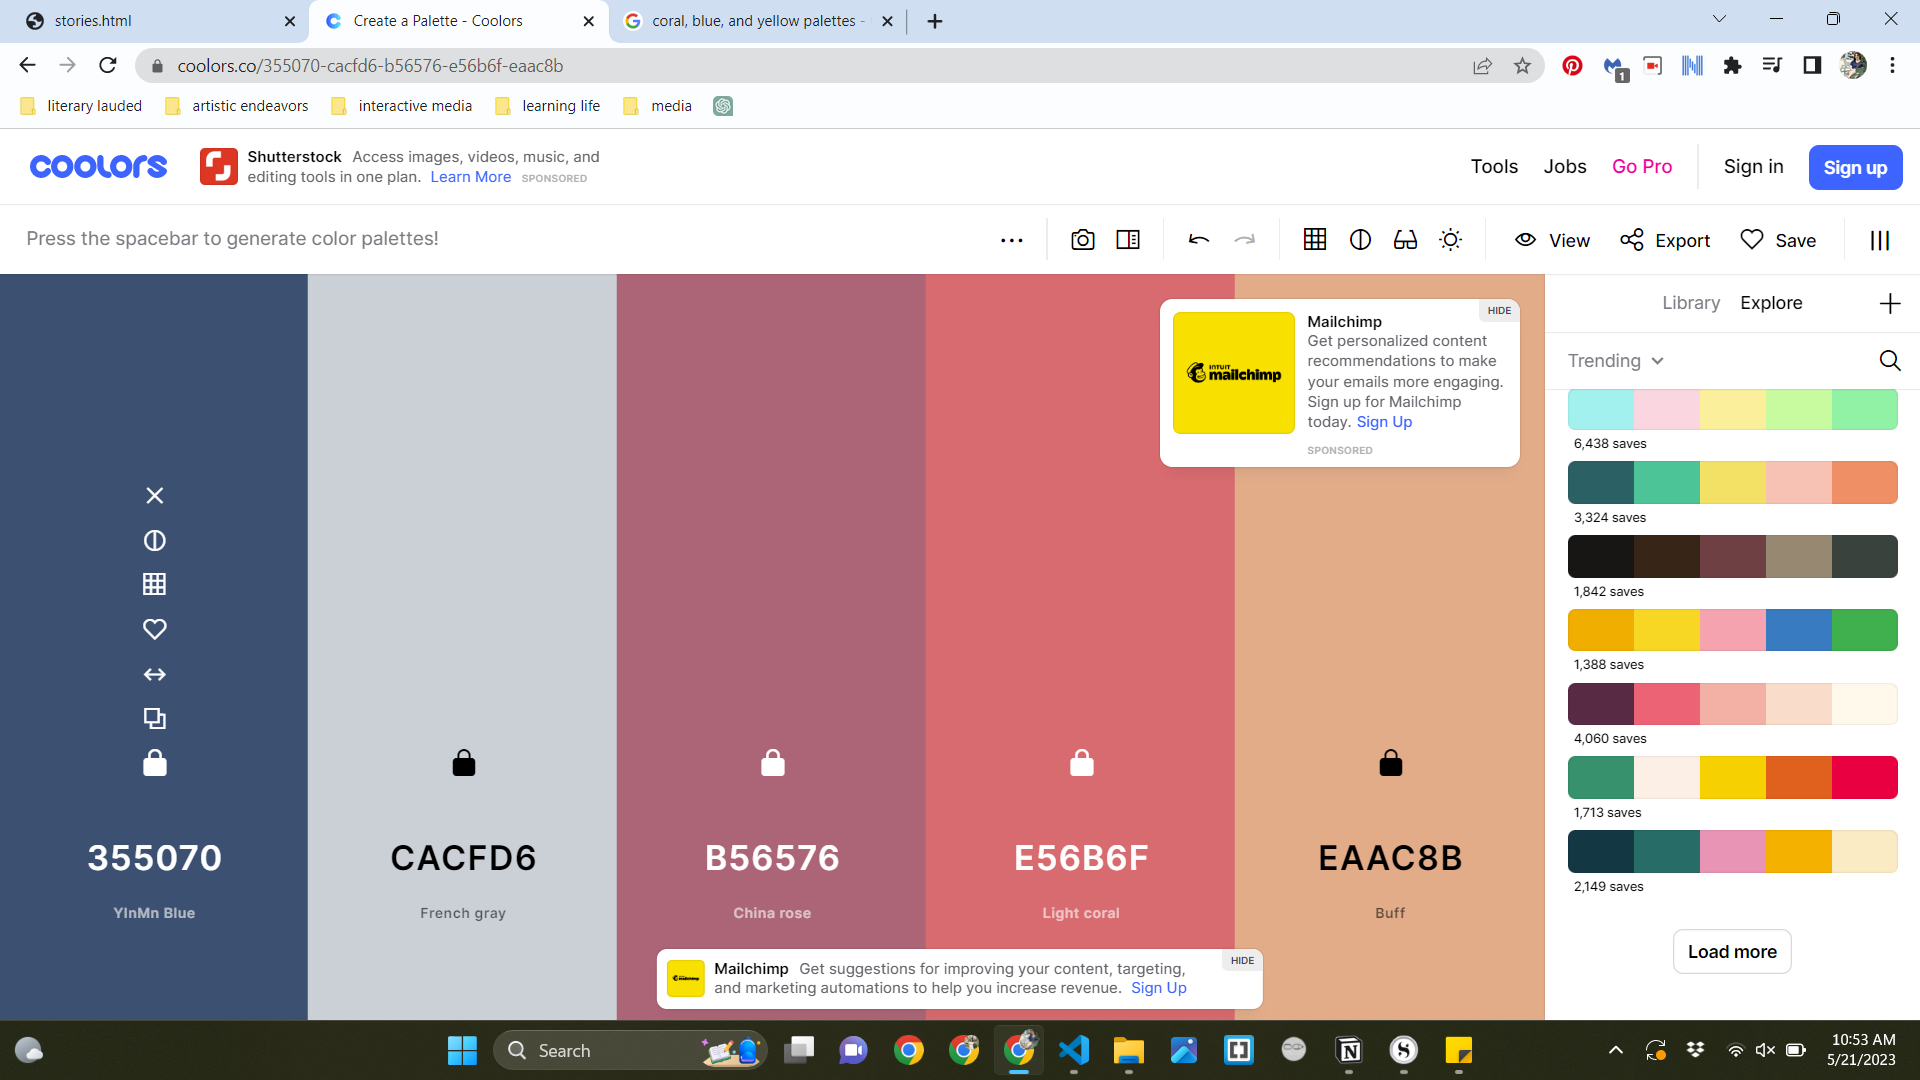 stories.html
Create a Palette - Coolors
coral, blue, and yellow palettes -
coolors.co/355070-cacfd6-b56576-e56b6f-eaac8b
1
literary lauded
artistic endeavors
interactive media
learning life
media
coolors
Shutterstock Access images, videos, music, and
editing tools in one plan. Learn More SPONSORED
Tools
Jobs
Go Pro
Sign in
Sign up
Press the spacebar to generate color palettes!
View
Export
Save
Library
Explore
Trending
HIDE
Mailchimp
Get personalized content
recommendations to make
your emails more engaging.
Sign up for Mailchimp
today. Sign Up
SPONSORED
INTUIT
mailchimp
6,438 saves
3,324 saves
1,842 saves
1,388 saves
4,060 saves
1,713 saves
2,149 saves
Load more
355070
YInMn Blue
CACFD6
French gray
B56576
China rose
E56B6F
Light coral
EAAC8B
Buff
HIDE
Mailchimp Get suggestions for improving your content, targeting,
and marketing automations to help you increase revenue. Sign Up
Search
10:53 AM
5/21/2023